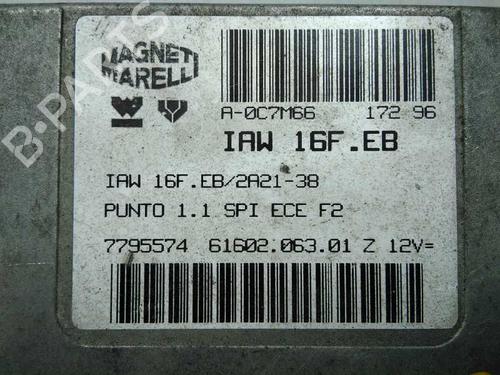 MAGNETI
MARELLI
A-0C7M66 172 96
IAW 16F.EB
IAW 16F.EB/2A21-38
PUNTO 1.1 SPI ECE F2
7795574 61602.063.01 Z 12V=
B-PARTS